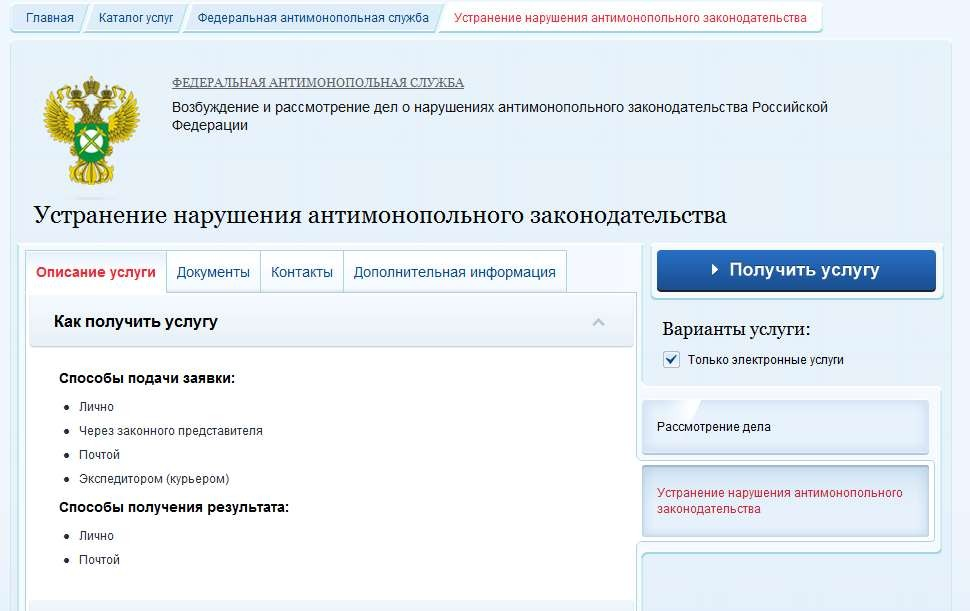 Главная
Каталог услуг
Федеральная антимонопольная служба
Устранение нарушения антимонопольного законодательства
ФЕДЕРАЛЬНАЯ АНТИМОНОПОЛЬНАЯ СЛУЖБА
Возбуждение и рассмотрение дел о нарушениях антимонопольного законодательства Российской
Федерации
Устранение нарушения антимонопольного законодательства
Описание услуги
Документы
Контакты
Дополнительная информация
Как получить услугу
Способы подачи заявки:
Лично
Через законного представителя
Почтой
Экспедитором (курьером)
Способы получения результата:
Лично
Почтой
Получить услугу
Варианты услуги:
Только электронные услуги
Рассмотрение дела
Устранение нарушения антимонопольного
законодательства